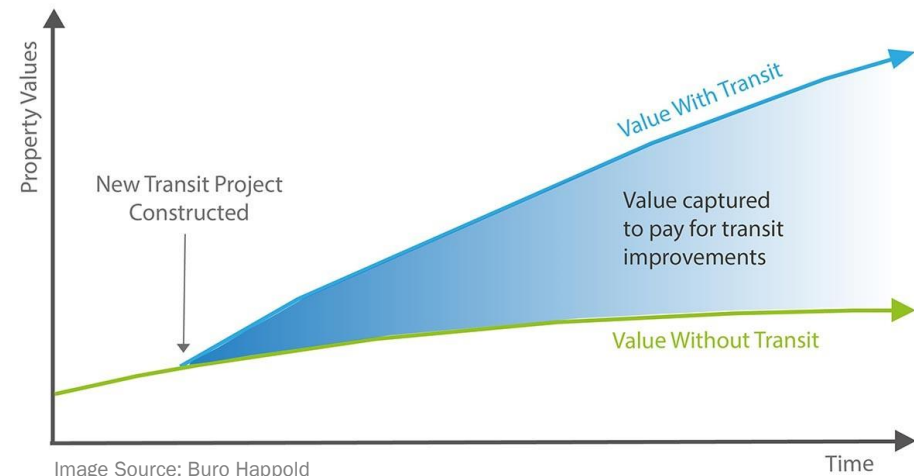 Property Values
New Transit Project
Constructed
Value With Transit
Value captured
to pay for transit
improvements
Value Without Transit
Time
Image Source: Buro Happold